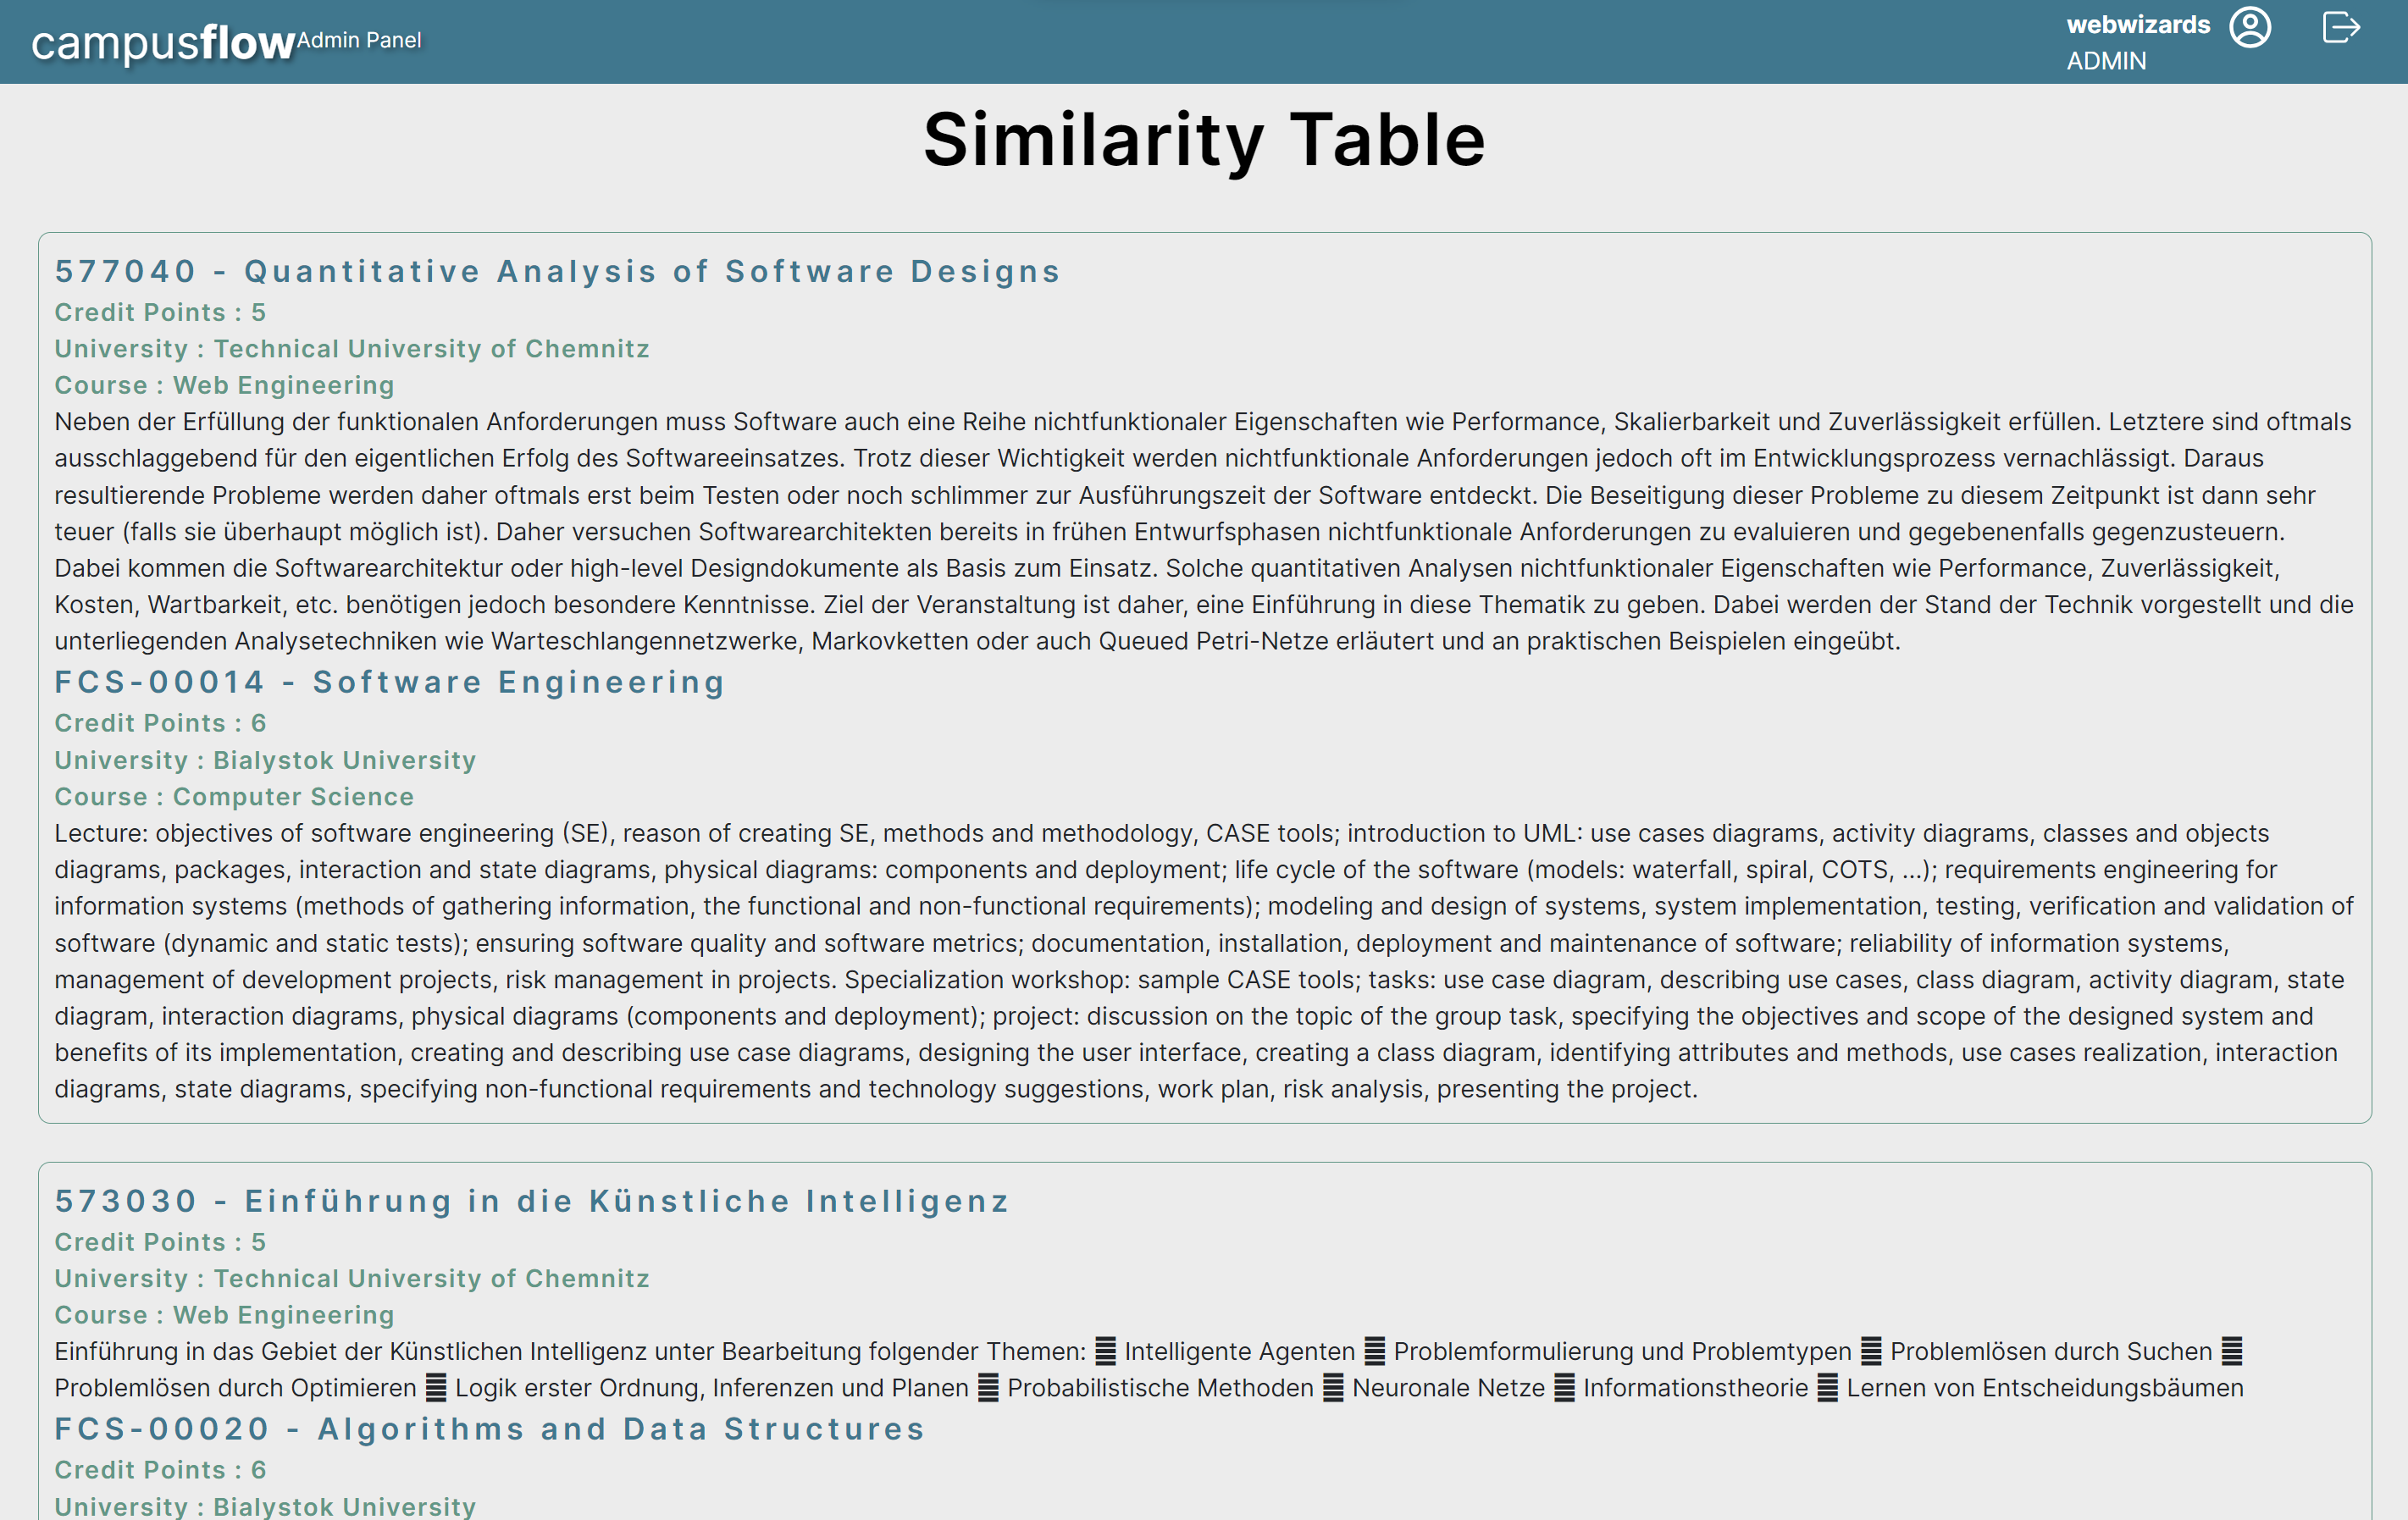 campusflow Admin Panel
webwizards
ADMIN
Similarity Table
577040 - Quantitative Analysis of Software Designs
Credit Points : 5
University : Technical University of Chemnitz
Course : Web Engineering
Neben der Erfüllung der funktionalen Anforderungen muss Software auch eine Reihe nichtfunktionaler Eigenschaften wie Performance, Skalierbarkeit und Zuverlässigkeit erfüllen. Letztere sind oftmals
ausschlaggebend für den eigentlichen Erfolg des Softwareeinsatzes. Trotz dieser Wichtigkeit werden nichtfunktionale Anforderungen jedoch oft im Entwicklungsprozess vernachlässigt. Daraus
resultierende Probleme werden daher oftmals erst beim Testen oder noch schlimmer zur Ausführungszeit der Software entdeckt. Die Beseitigung dieser Probleme zu diesem Zeitpunkt ist dann sehr
teuer (falls sie überhaupt möglich ist). Daher versuchen Softwarearchitekten bereits in frühen Entwurfsphasen nichtfunktionale Anforderungen zu evaluieren und gegebenenfalls gegenzusteuern.
Dabei kommen die Softwarearchitektur oder high-level Designdokumente als Basis zum Einsatz. Solche quantitativen Analysen nichtfunktionaler Eigenschaften wie Performance, Zuverlässigkeit,
Kosten, Wartbarkeit, etc. benötigen jedoch besondere Kenntnisse. Ziel der Veranstaltung ist daher, eine Einführung in diese Thematik zu geben. Dabei werden der Stand der Technik vorgestellt und die
unterliegenden Analysetechniken wie Warteschlangennetzwerke, Markovketten oder auch Queued Petri-Netze erläutert und an praktischen Beispielen eingeübt.
FCS-00014 - Software Engineering
Credit Points : 6
University : Bialystok University
Course : Computer Science
Lecture: objectives of software engineering (SE), reason of creating SE, methods and methodology, CASE tools; introduction to UML: use cases diagrams, activity diagrams, classes and objects
diagrams, packages, interaction and state diagrams, physical diagrams: components and deployment; life cycle of the software (models: waterfall, spiral, COTS, ...); requirements engineering for
information systems (methods of gathering information, the functional and non-functional requirements); modeling and design of systems, system implementation, testing, verification and validation of
software (dynamic and static tests); ensuring software quality and software metrics; documentation, installation, deployment and maintenance of software; reliability of information systems,
management of development projects, risk management in projects. Specialization workshop: sample CASE tools; tasks: use case diagram, describing use cases, class diagram, activity diagram, state
diagram, interaction diagrams, physical diagrams (components and deployment); project: discussion on the topic of the group task, specifying the objectives and scope of the designed system and
benefits of its implementation, creating and describing use case diagrams, designing the user interface, creating a class diagram, identifying attributes and methods, use cases realization, interaction
diagrams, state diagrams, specifying non-functional requirements and technology suggestions, work plan, risk analysis, presenting the project.
573030 - Einführung in die Künstliche Intelligenz
Credit Points : 5
University : Technical University of Chemnitz
Course : Web Engineering
Einführung in das Gebiet der Künstlichen Intelligenz unter Bearbeitung folgender Themen: Intelligente Agenten Problemformulierung und Problemtypen Problemlösen durch Suchen
Problemlösen durch Optimieren Logik erster Ordnung, Inferenzen und Planen Probabilistische Methoden Neuronale Netze Informationstheorie Lernen von Entscheidungsbäumen
FCS-00020 - Algorithms and Data Structures
Credit Points : 6
University : Bialystok University